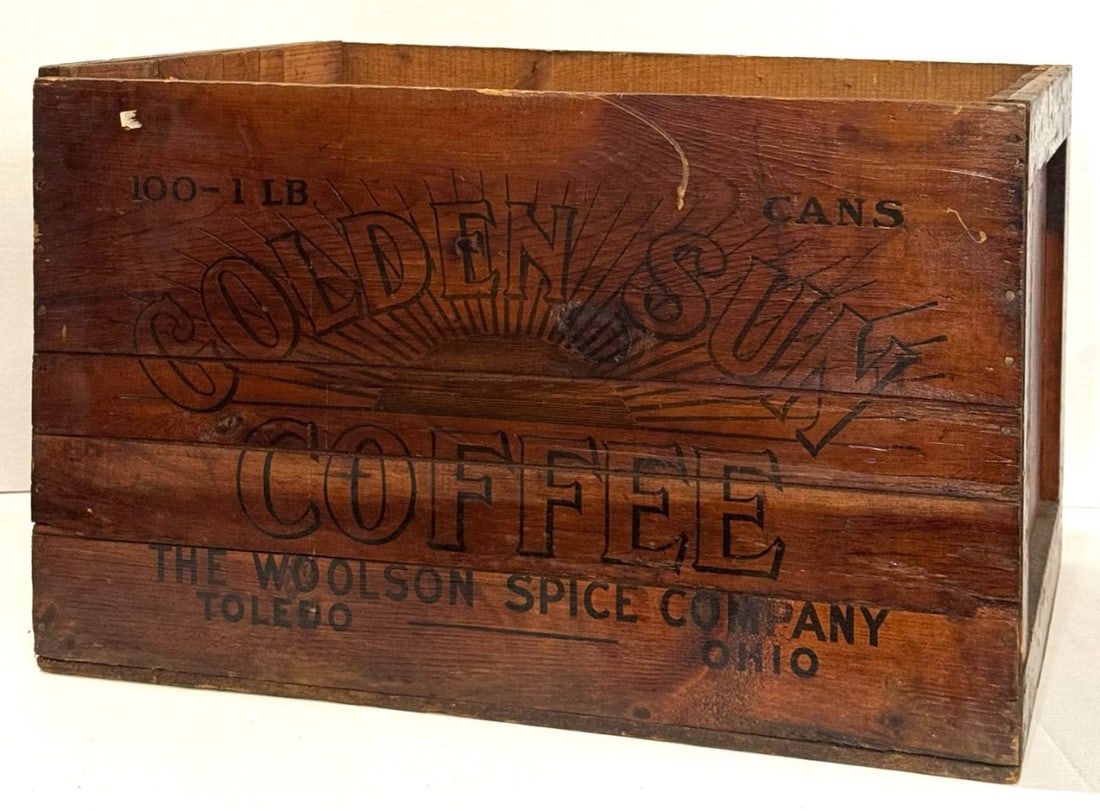 100-1 LB. CANS
GOLDEN SUN
COFFEE
THE WOOLSON SPICE COMPANY
TOLEDO — OHIO